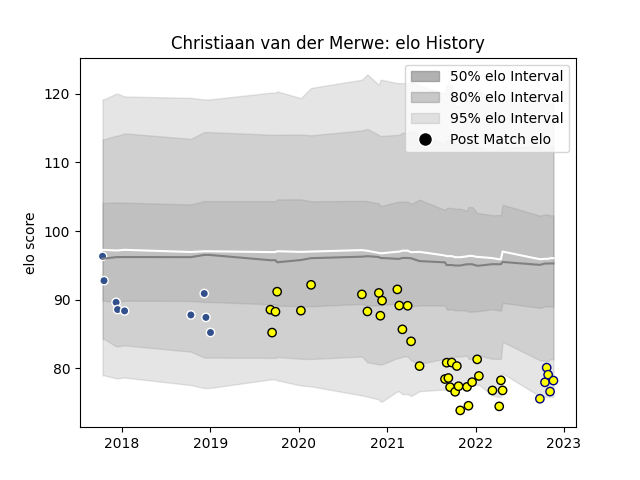 Christiaan van der Merwe: elo History
50% elo Interval
80% elo Interval
95% elo Interval
Post Match elo
elo score
120
110
100
90
80
2018
2019
2020
2021
2022
2023